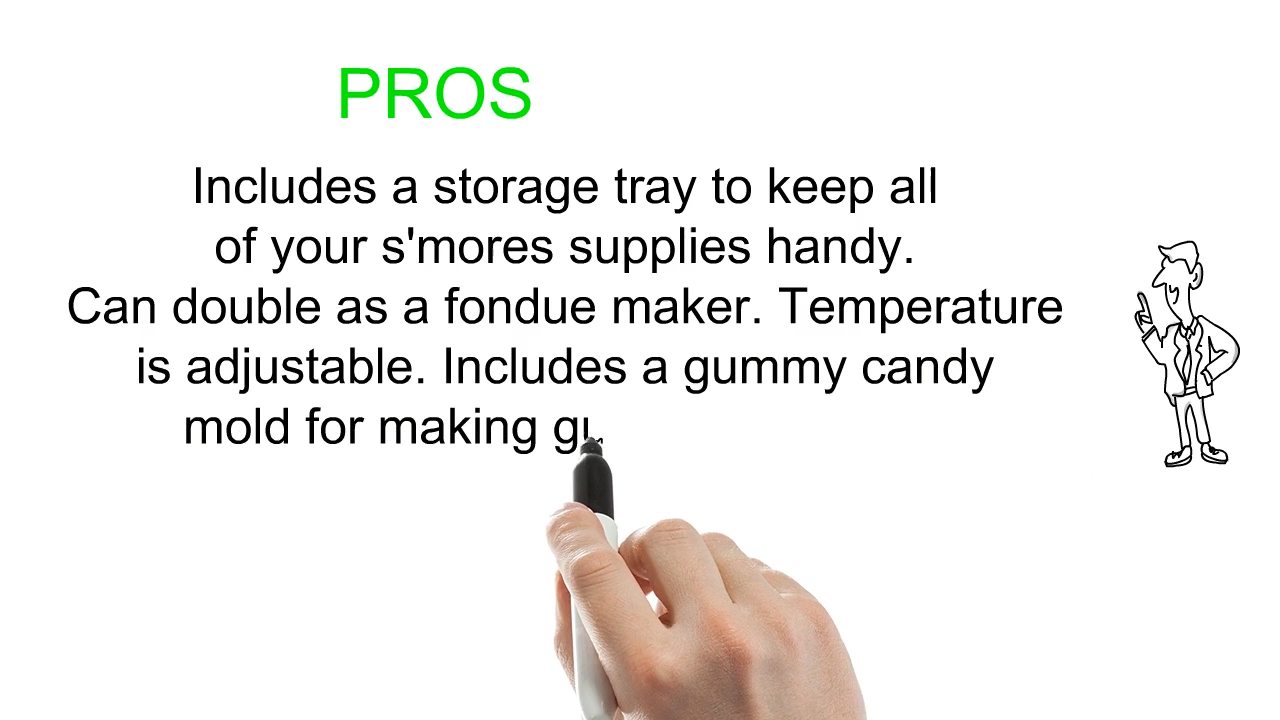 PROS
Includes a storage tray to keep all
of your s'mores supplies handy.
Can double as a fondue maker. Temperature
is adjustable. Includes a gummy candy
mold for making